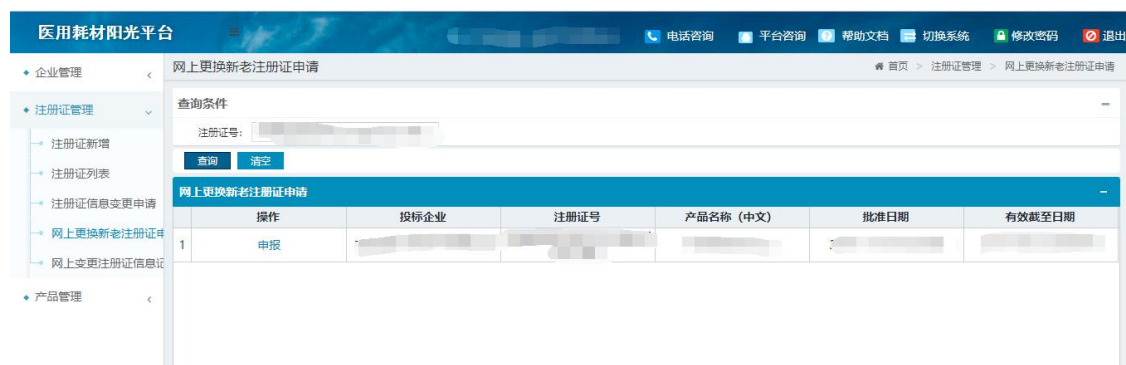 医用耗材阳光平台
电话咨询 平台咨询 帮助文档 切换系统 修改密码 退出
企业管理
网上更换新老注册证申请
首页 > 注册证管理 > 网上更换新老注册证申请
注册证管理
查询条件
注册证号:
注册证新增
查询 清空
注册证列表
网上更换新老注册证申请
注册证信息变更申请
操作 投标企业 注册证号 产品名称（中文） 批准日期 有效截至日期
网上更换新老注册证申
1 申报
网上变更注册证信息记
产品管理